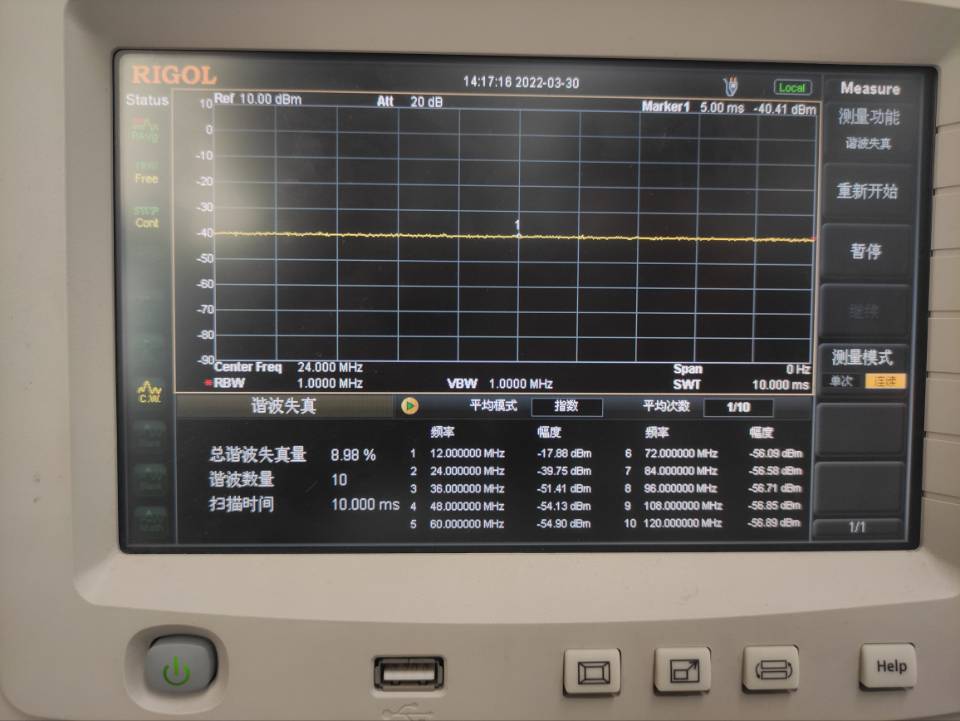 RIGOL
14:17:16 2022-03-30
Local
Measure
Status
Ref 10.00 dBm
Att 20 dB
Marker1 5.00 ms -40.41 dBm
测量功能
谐波失真
PAvg
Free
SWP
Cont
重新开始
暂停
继续
测量模式
单次 连续
1/1
10
0
-10
-20
-30
-40
-50
-60
-70
-80
-90
1
C.W.
Center Freq 24.000 MHz
Span 0 Hz
*RBW 1.0000 MHz
VBW 1.0000 MHz
SWT 10.000 ms
谐波失真
平均模式 指数
平均次数 1/10
总谐波失真量 8.98 %
谐波数量 10
扫描时间 10.000 ms
频率 幅度 频率 幅度
1 12.000000 MHz -17.88 dBm 6 72.000000 MHz -56.09 dBm
2 24.000000 MHz -39.75 dBm 7 84.000000 MHz -56.58 dBm
3 36.000000 MHz -51.41 dBm 8 96.000000 MHz -56.71 dBm
4 48.000000 MHz -54.13 dBm 9 108.000000 MHz -56.85 dBm
5 60.000000 MHz -54.90 dBm 10 120.000000 MHz -56.89 dBm
Help